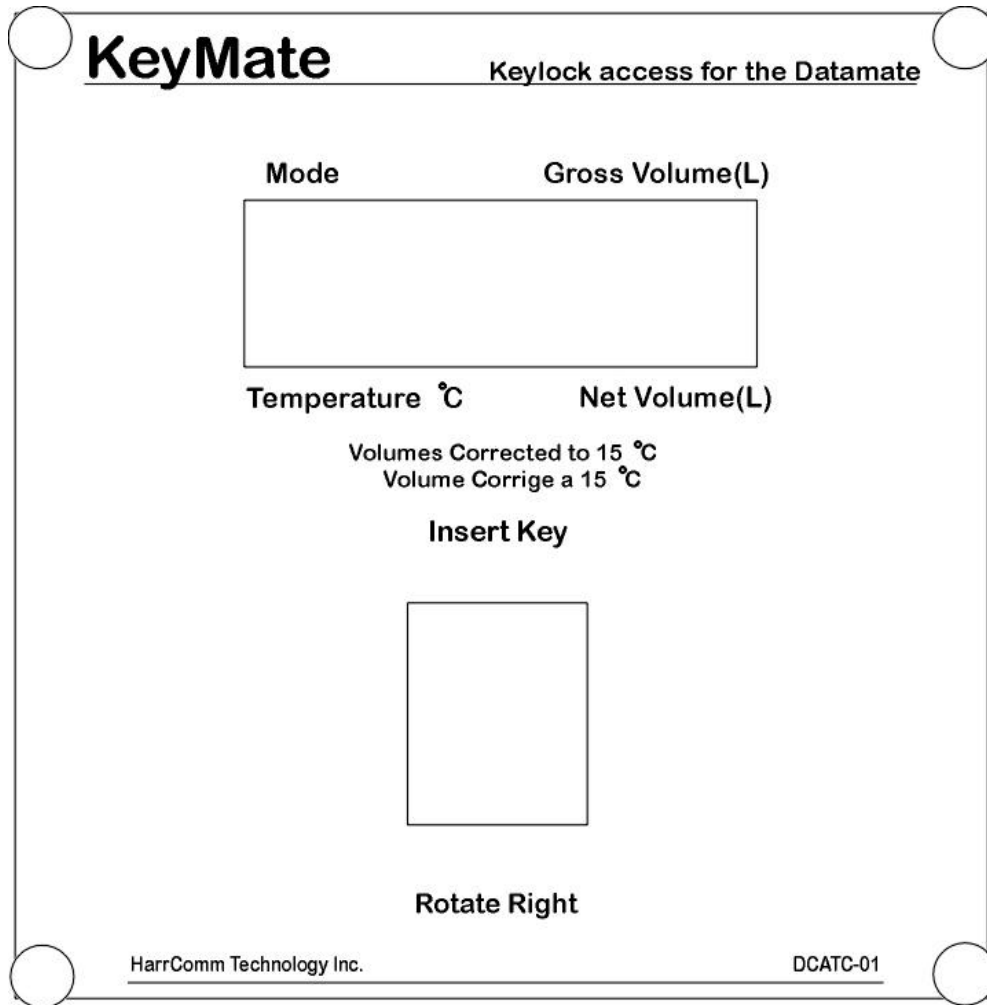 KeyMate
Keylock access for the Datamate
Mode Gross Volume(L)
Temperature °C Net Volume(L)
Volumes Corrected to 15 °C
Volume Corrige a 15 °C
Insert Key
Rotate Right
HarrComm Technology Inc. DCATC-01